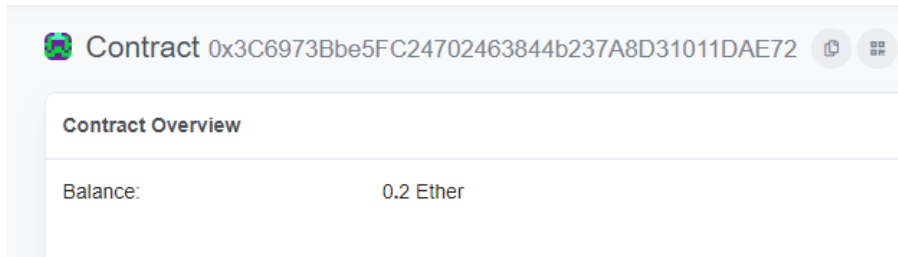 Contract 0x3C6973Bbe5FC24702463844b237A8D31011DAE72
Contract Overview
Balance: 0.2 Ether